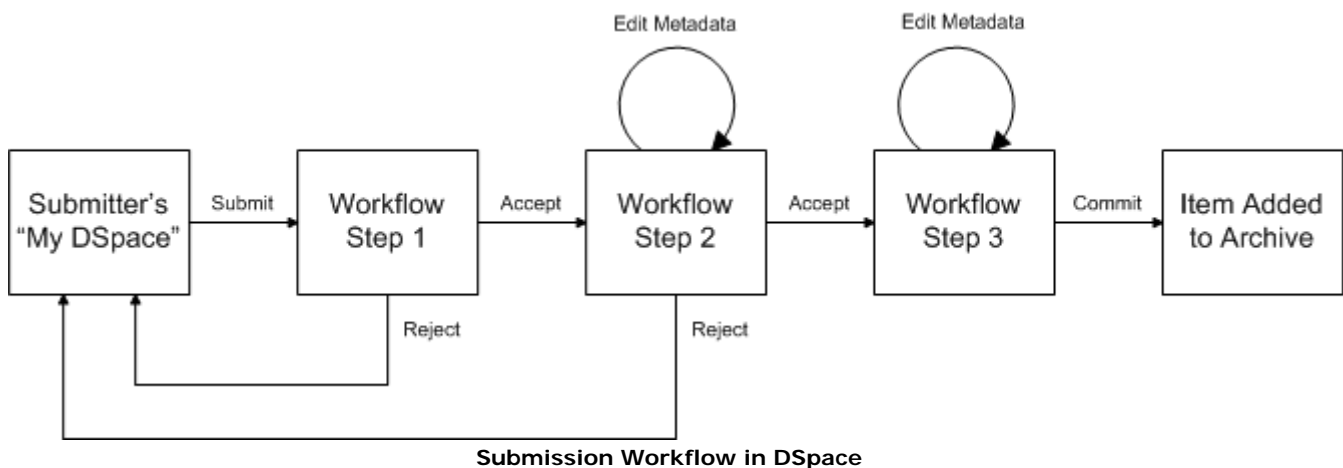 Edit Metadata
Edit Metadata
Submitter's
"My DSpace"
Submit
Workflow
Step 1
Accept
Workflow
Step 2
Accept
Workflow
Step 3
Commit
Item Added
to Archive
Reject
Reject
Submission Workflow in DSpace